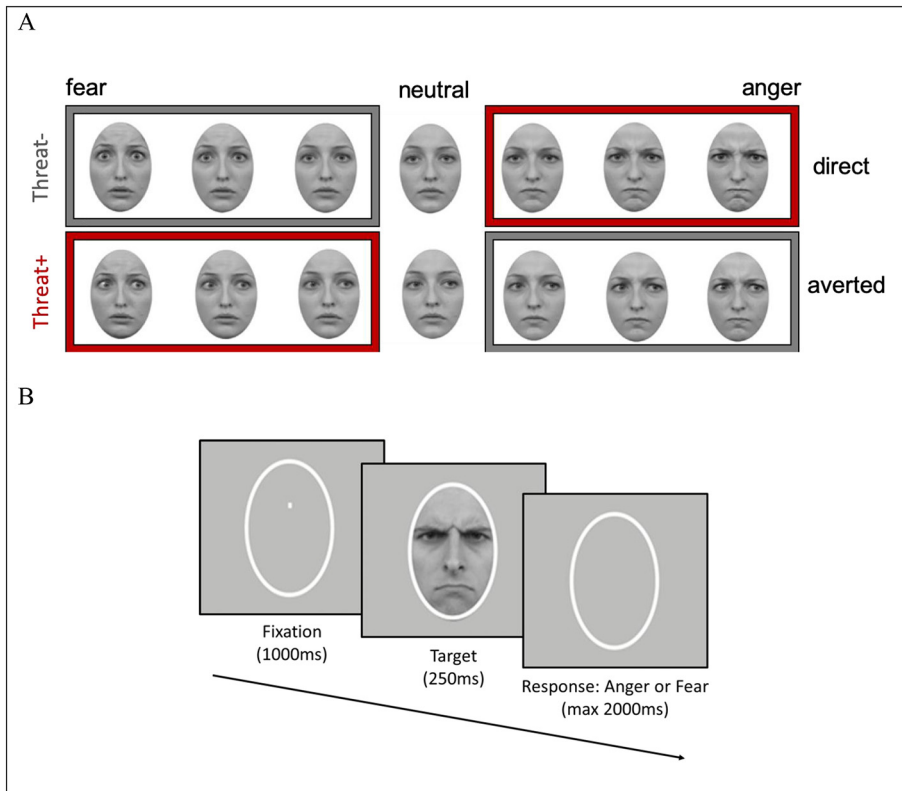 A
fear neutral anger
Threat-
direct
Threat+
averted
B
Fixation
(1000ms)
Target
(250ms)
Response: Anger or Fear
(max 2000ms)